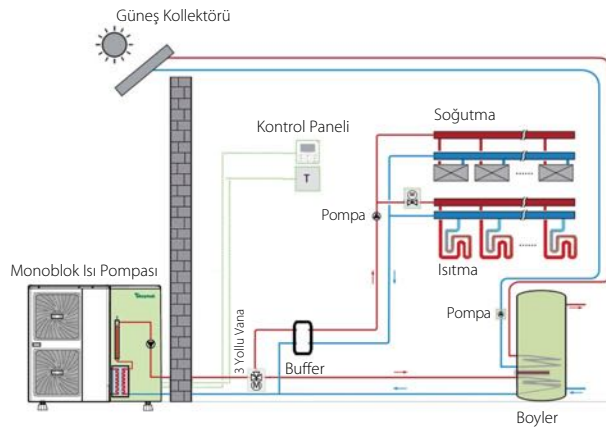 Güneş Kollektörü
Soğutma
Kontrol Paneli
T
M
Pompa
Isıtma
Monoblok Isı Pompası
Pompa
3 Yollu Vana
M
Buffer
Boyler